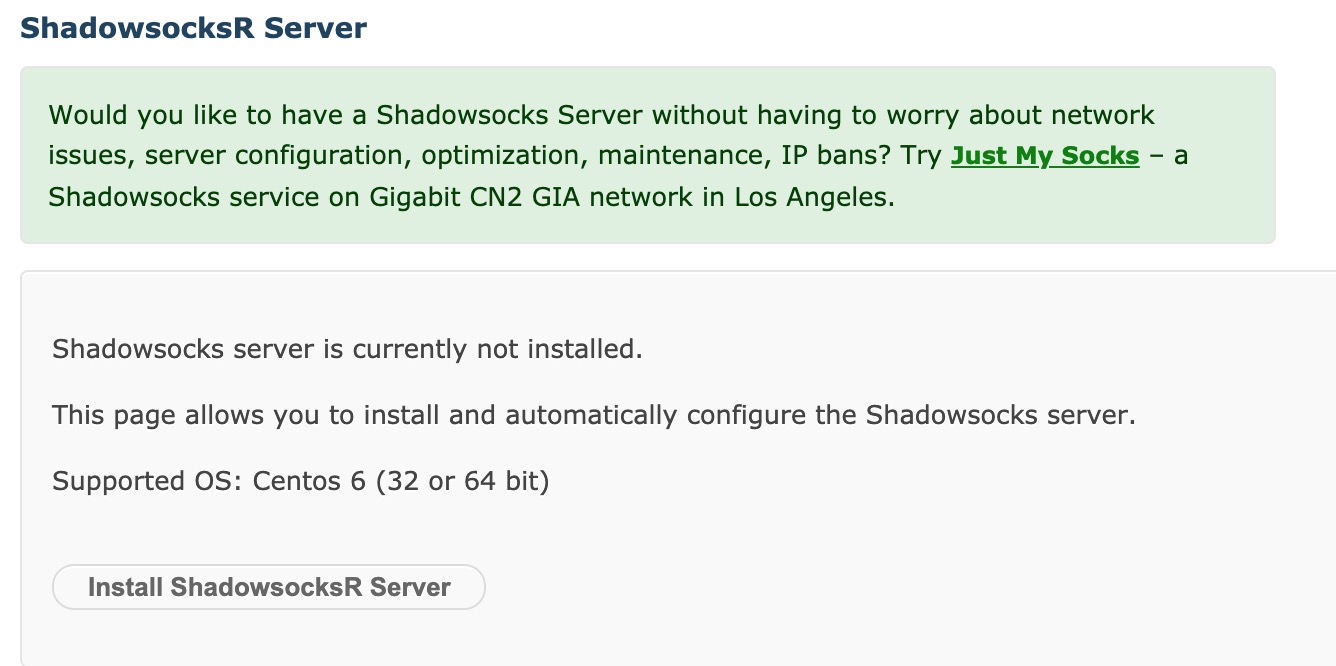 ShadowsocksR Server
Would you like to have a Shadowsocks Server without having to worry about network
issues, server configuration, optimization, maintenance, IP bans? Try Just My Socks – a
Shadowsocks service on Gigabit CN2 GIA network in Los Angeles.
Shadowsocks server is currently not installed.
This page allows you to install and automatically configure the Shadowsocks server.
Supported OS: Centos 6 (32 or 64 bit)
Install ShadowsocksR Server